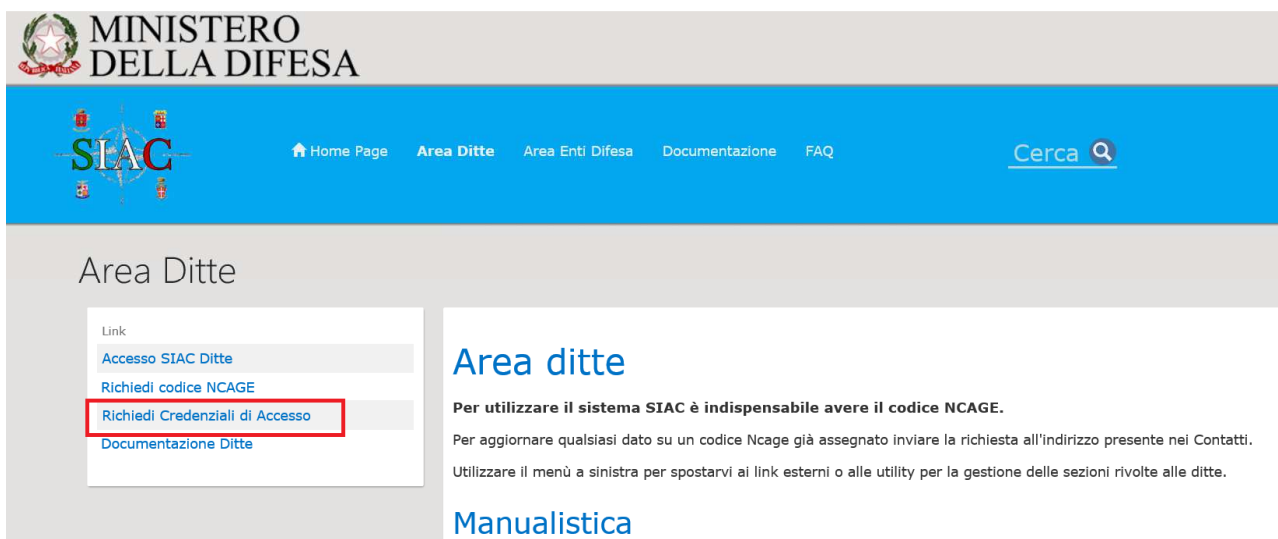 MINISTERO
DELLA DIFESA
SIAC
Home Page Area Ditte Area Enti Difesa Documentazione FAQ
Cerca
Area Ditte
Link
Accesso SIAC Ditte
Richiedi codice NCAGE
Richiedi Credenziali di Accesso
Documentazione Ditte
Area ditte
Per utilizzare il sistema SIAC è indispensabile avere il codice NCAGE.
Per aggiornare qualsiasi dato su un codice Ncage già assegnato inviare la richiesta all'indirizzo presente nei Contatti.
Utilizzare il menù a sinistra per spostarvi ai link esterni o alle utility per la gestione delle sezioni rivolte alle ditte.
Manualistica